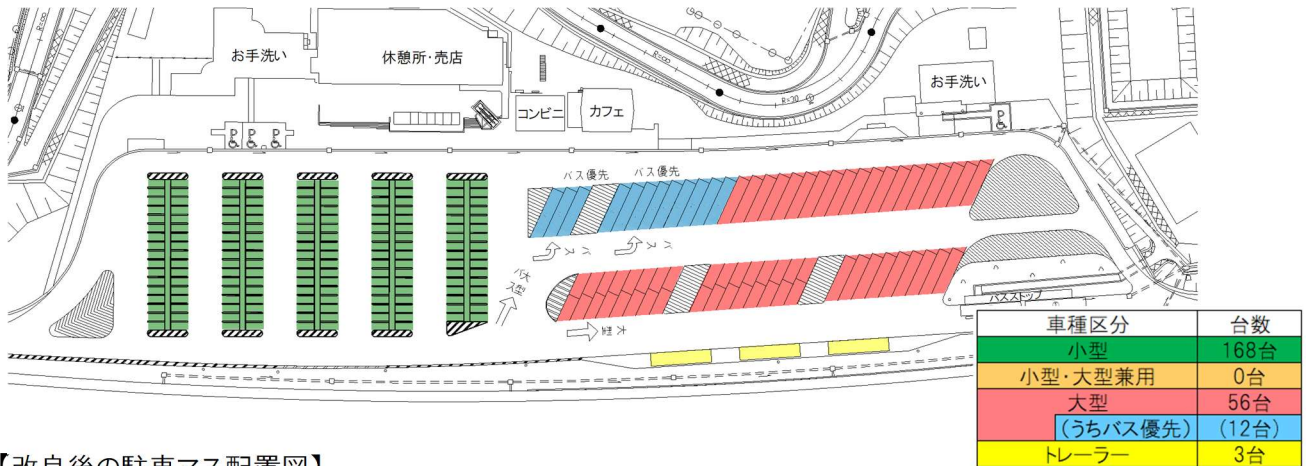 お手洗い
休憩所・売店
コンビニ
カフェ
お手洗い
R=∞
R=20
R=∞
P
P
P
P
バス優先
バス優先
バス
バス
バス
大型
大型
バスストップ
車種区分 台数
小型 168台
小型・大型兼用 0台
大型 56台
(うちバス優先) (12台)
トレーラー 3台
【改良後の駐車マス配置図】